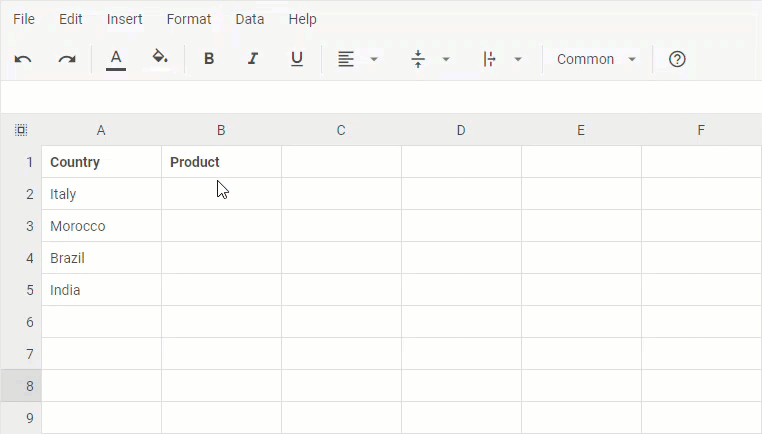 File Edit Insert Format Data Help
A B I U Common
A B C D E F
1 Country Product
2 Italy
3 Morocco
4 Brazil
5 India
6
7
8
9